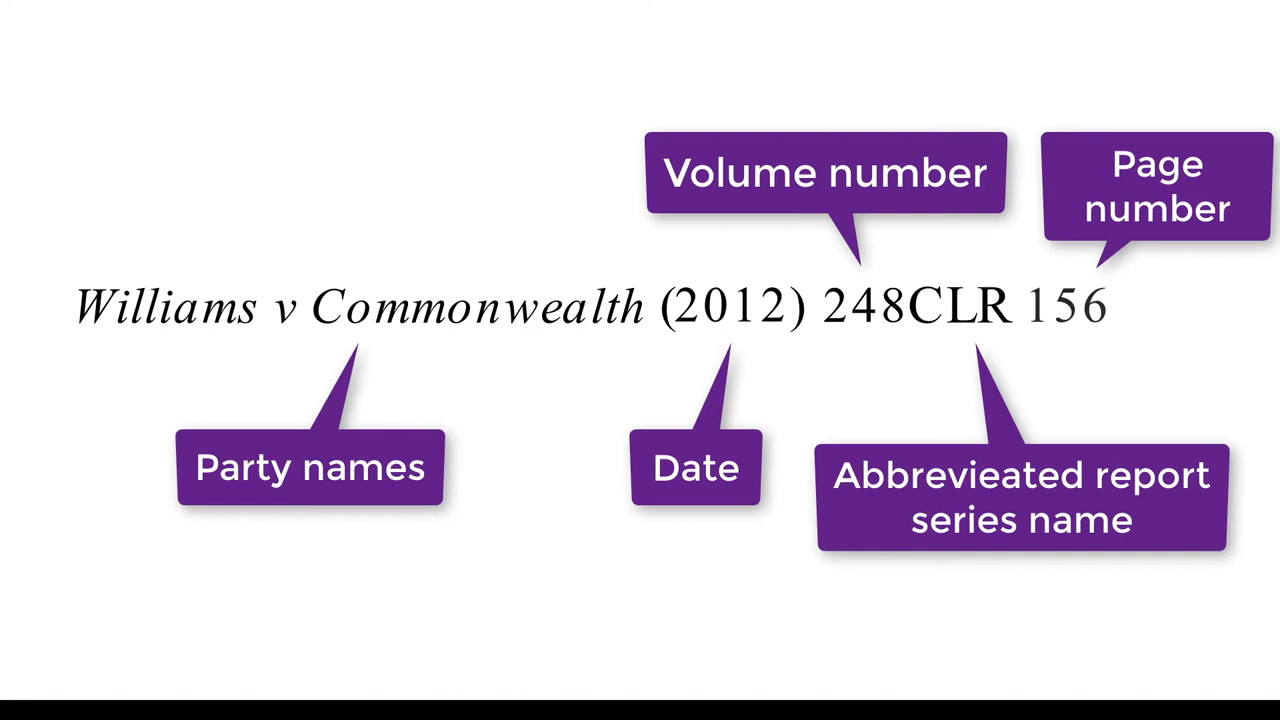 Volume number
Page
number
Williams v Commonwealth (2012) 248CLR 156
Party names
Date
Abbrevieated report
series name